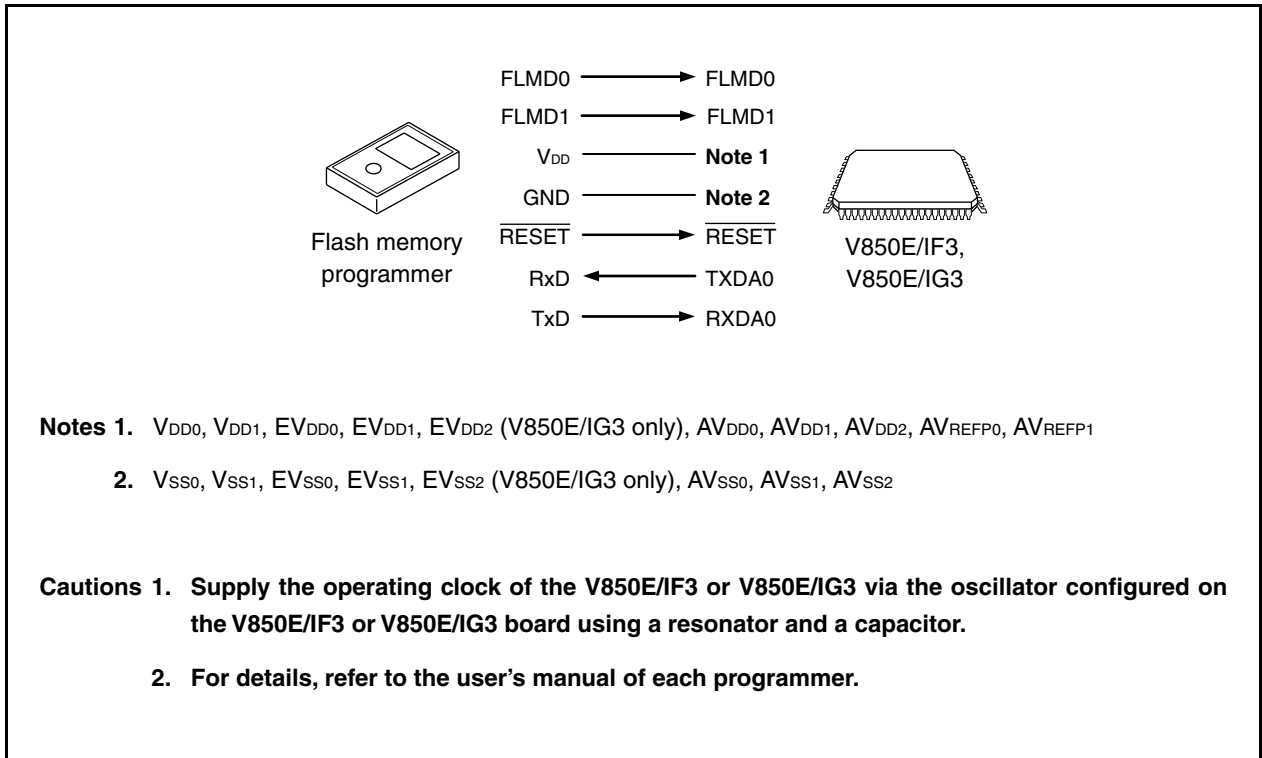 FLMD0 FLMD0
FLMD1 FLMD1
VDD Note 1
GND Note 2
RESET RESET
RxD TXDA0
TxD RXDA0
Flash memory
programmer
V850E/IF3,
V850E/IG3
Notes 1. VDD0, VDD1, EVDD0, EVDD1, EVDD2 (V850E/IG3 only), AVDD0, AVDD1, AVDD2, AVREFP0, AVREFP1
2. VSS0, VSS1, EVSS0, EVSS1, EVSS2 (V850E/IG3 only), AVSS0, AVSS1, AVSS2
Cautions 1. Supply the operating clock of the V850E/IF3 or V850E/IG3 via the oscillator configured on
the V850E/IF3 or V850E/IG3 board using a resonator and a capacitor.
2. For details, refer to the user's manual of each programmer.